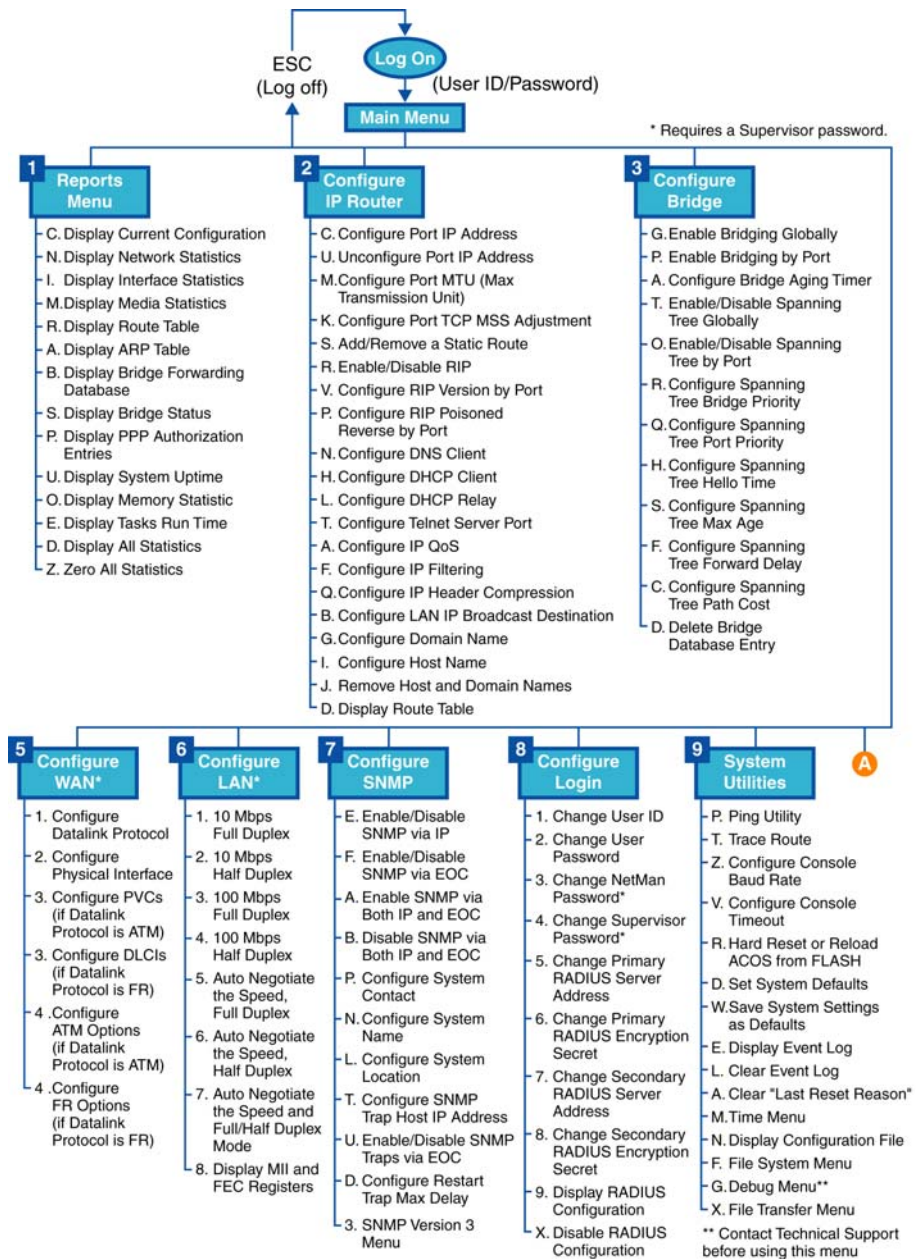 Log On
ESC
(Log off)
(User ID/Password)
Main Menu
* Requires a Supervisor password.
1
Reports
Menu
C. Display Current Configuration
N. Display Network Statistics
I. Display Interface Statistics
M. Display Media Statistics
R. Display Route Table
A. Display ARP Table
B. Display Bridge Forwarding
Database
S. Display Bridge Status
P. Display PPP Authorization
Entries
U. Display System Uptime
O. Display Memory Statistic
E. Display Tasks Run Time
D. Display All Statistics
Z. Zero All Statistics
2
Configure
IP Router
C. Configure Port IP Address
U. Unconfigure Port IP Address
M. Configure Port MTU (Max
Transmission Unit)
K. Configure Port TCP MSS Adjustment
S. Add/Remove a Static Route
R. Enable/Disable RIP
V. Configure RIP Version by Port
P. Configure RIP Poisoned
Reverse by Port
N. Configure DNS Client
H. Configure DHCP Client
L. Configure DHCP Relay
T. Configure Telnet Server Port
A. Configure IP QoS
F. Configure IP Filtering
Q. Configure IP Header Compression
B. Configure LAN IP Broadcast Destination
G. Configure Domain Name
I. Configure Host Name
J. Remove Host and Domain Names
D. Display Route Table
3
Configure
Bridge
G. Enable Bridging Globally
P. Enable Bridging by Port
A. Configure Bridge Aging Timer
T. Enable/Disable Spanning
Tree Globally
O. Enable/Disable Spanning
Tree by Port
R. Configure Spanning
Tree Bridge Priority
Q. Configure Spanning
Tree Port Priority
H. Configure Spanning
Tree Hello Time
S. Configure Spanning
Tree Max Age
F. Configure Spanning
Tree Forward Delay
C. Configure Spanning
Tree Path Cost
D. Delete Bridge
Database Entry
5
Configure
WAN*
1. Configure
Datalink Protocol
2. Configure
Physical Interface
3. Configure PVCs
(if Datalink
Protocol is ATM)
3. Configure DLCIs
(if Datalink
Protocol is FR)
4 .Configure
ATM Options
(if Datalink
Protocol is ATM)
4 .Configure
FR Options
(if Datalink
Protocol is FR)
6
Configure
LAN*
1. 10 Mbps
Full Duplex
2. 10 Mbps
Half Duplex
3. 100 Mbps
Full Duplex
4. 100 Mbps
Half Duplex
5. Auto Negotiate
the Speed,
Full Duplex
6. Auto Negotiate
the Speed,
Half Duplex
7. Auto Negotiate
the Speed and
Full/Half Duplex
Mode
8. Display MII and
FEC Registers
7
Configure
SNMP
E. Enable/Disable
SNMP via IP
F. Enable/Disable
SNMP via EOC
A. Enable SNMP via
Both IP and EOC
B. Disable SNMP via
Both IP and EOC
P. Configure System
Contact
N. Configure System
Name
L. Configure System
Location
T. Configure SNMP
Trap Host IP Address
U. Enable/Disable SNMP
Traps via EOC
D. Configure Restart
Trap Max Delay
3. SNMP Version 3
Menu
8
Configure
Login
1. Change User ID
2. Change User
Password
3. Change NetMan
Password*
4. Change Supervisor
Password*
5. Change Primary
RADIUS Server
Address
6. Change Primary
RADIUS Encryption
Secret
7. Change Secondary
RADIUS Server
Address
8. Change Secondary
RADIUS Encryption
Secret
9. Display RADIUS
Configuration
X. Disable RADIUS
Configuration
9
System
Utilities
P. Ping Utility
T. Trace Route
Z. Configure Console
Baud Rate
V. Configure Console
Timeout
R. Hard Reset or Reload
ACOS from FLASH
D. Set System Defaults
W. Save System Settings
as Defaults
E. Display Event Log
L. Clear Event Log
A. Clear "Last Reset Reason"
M. Time Menu
N. Display Configuration File
F. File System Menu
G. Debug Menu**
X. File Transfer Menu
** Contact Technical Support
before using this menu
A